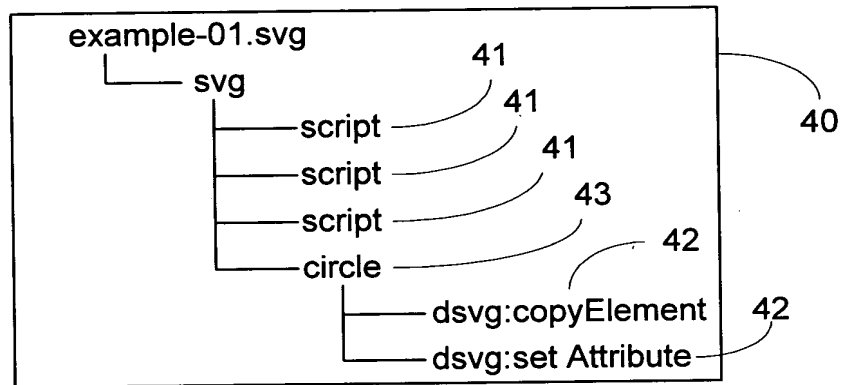 example-01.svg
svg
41
script
41
40
script
41
script
43
circle
42
dsvg:copyElement
42
dsvg:set Attribute